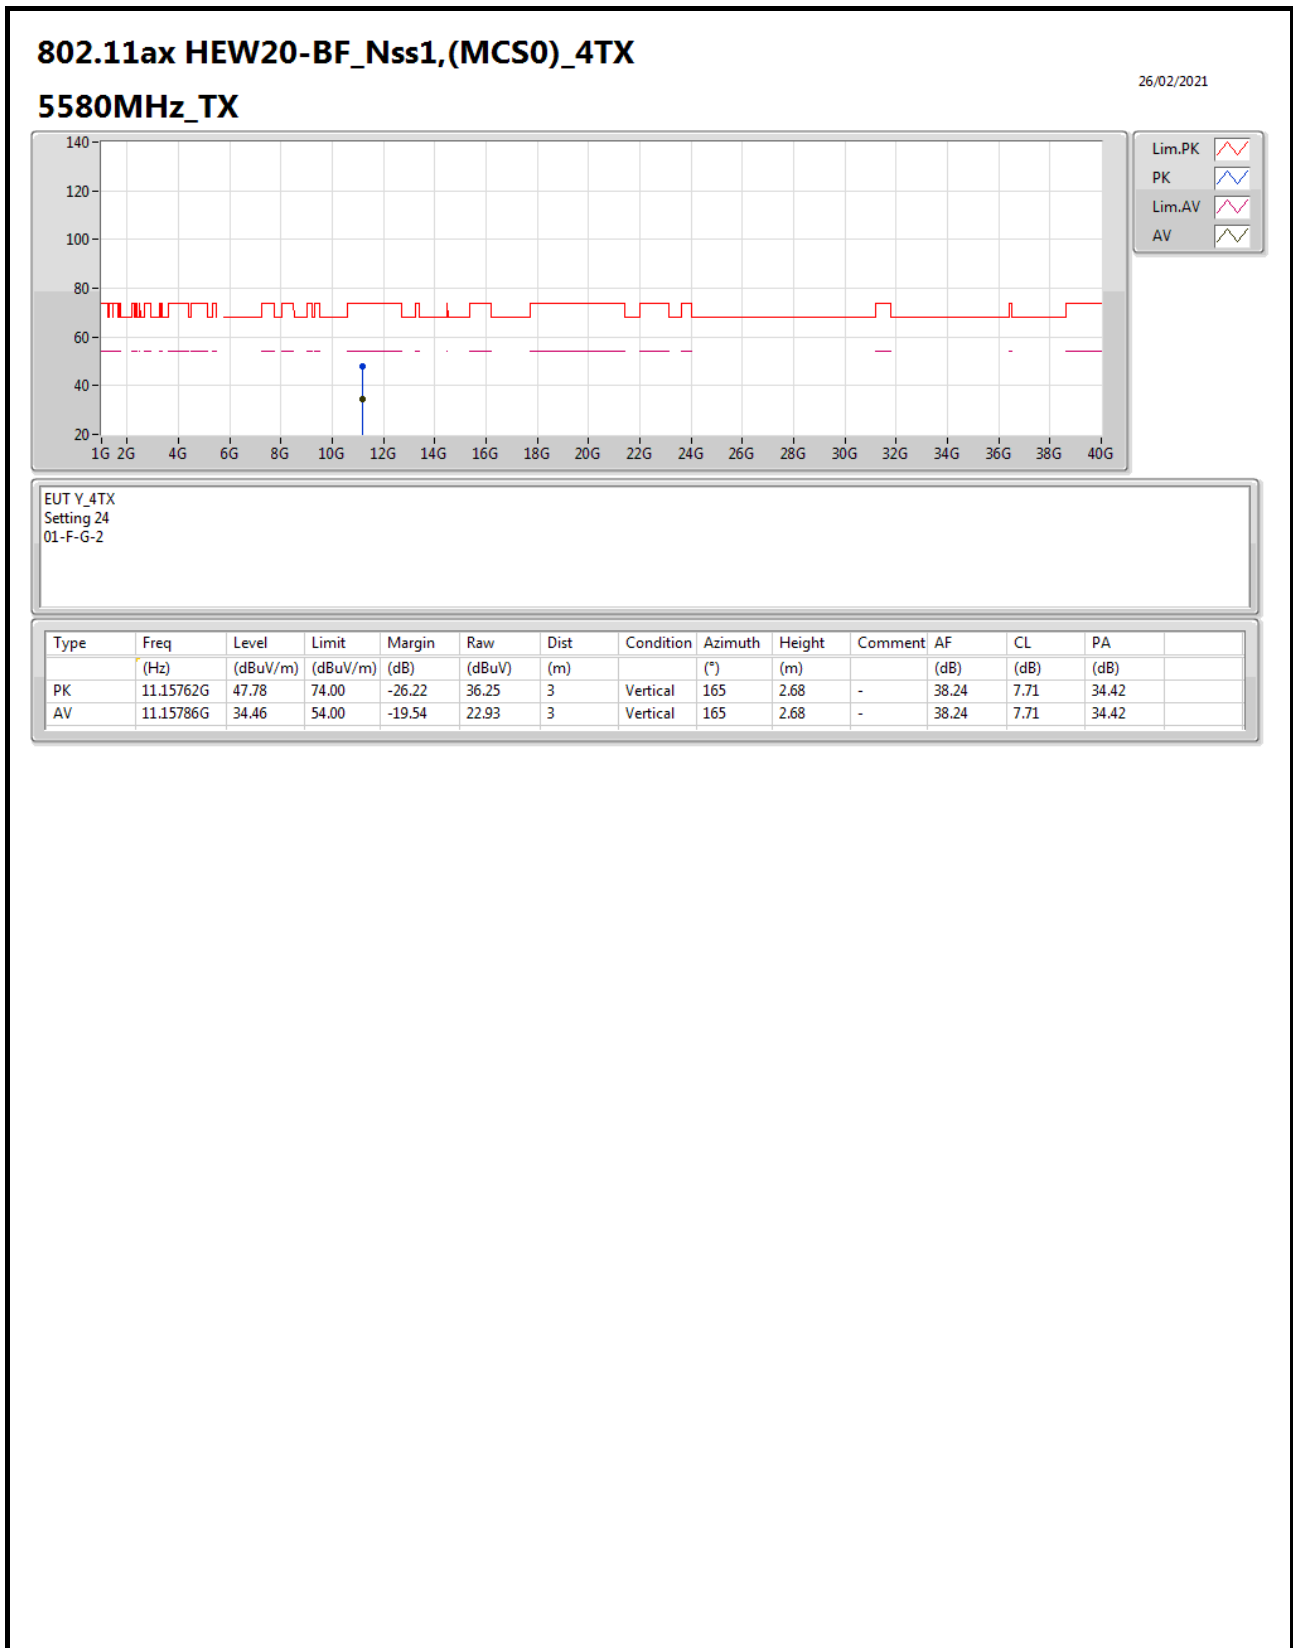 802.11ax HEW20-BF_Nss1,(MCS0)_4TX
26/02/2021
5580MHz_TX
140
120
100
80
60
40
20
1G 2G 4G 6G 8G 10G 12G 14G 16G 18G 20G 22G 24G 26G 28G 30G 32G 34G 36G 38G 40G
Lim.PK
PK
Lim.AV
AV
EUT Y_4TX
Setting 24
01-F-G-2
Type Freq Level Limit Margin Raw Dist Condition Azimuth Height Comment AF CL PA
(Hz) (dBuV/m) (dBuV/m) (dB) (dBuV) (m) (°) (m) (dB) (dB) (dB)
PK 11.15762G 47.78 74.00 -26.22 36.25 3 Vertical 165 2.68 - 38.24 7.71 34.42
AV 11.15786G 34.46 54.00 -19.54 22.93 3 Vertical 165 2.68 - 38.24 7.71 34.42